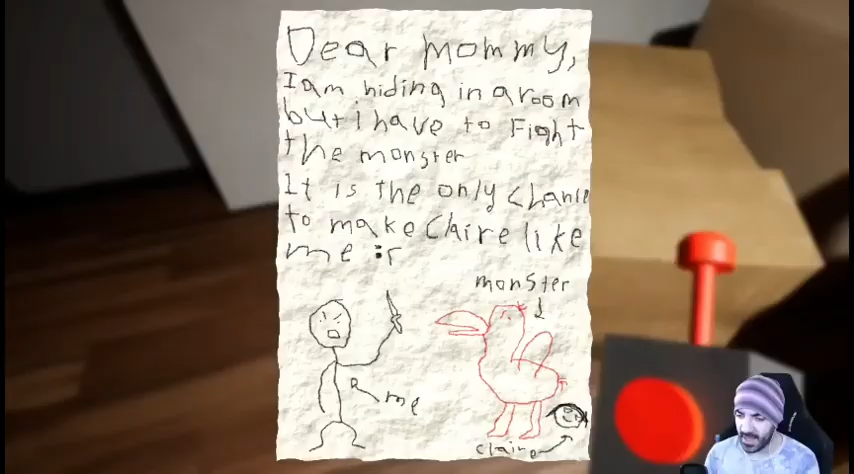 Dear Mommy,
I am hiding in a room
but i have to Fight
the monster
It is the only chance
to make Claire like
me :r
monster
me
claire